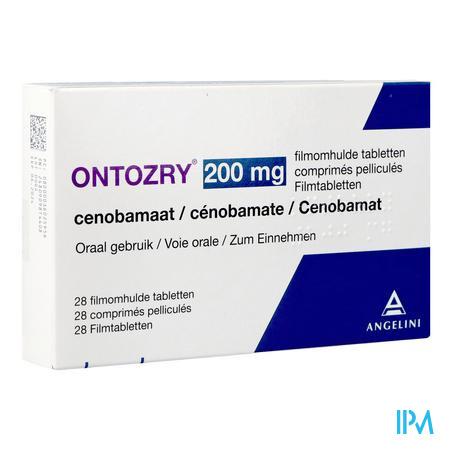 ONTOZRY® 200 mg
filmomhulde tabletten
comprimés pelliculés
Filmtabletten
cenobamaat / cénobamate / Cenobamat
Oraal gebruik / Voie orale / Zum Einnehmen
28 filmomhulde tabletten
28 comprimés pelliculés
28 Filmtabletten
ANGELINI
IPM